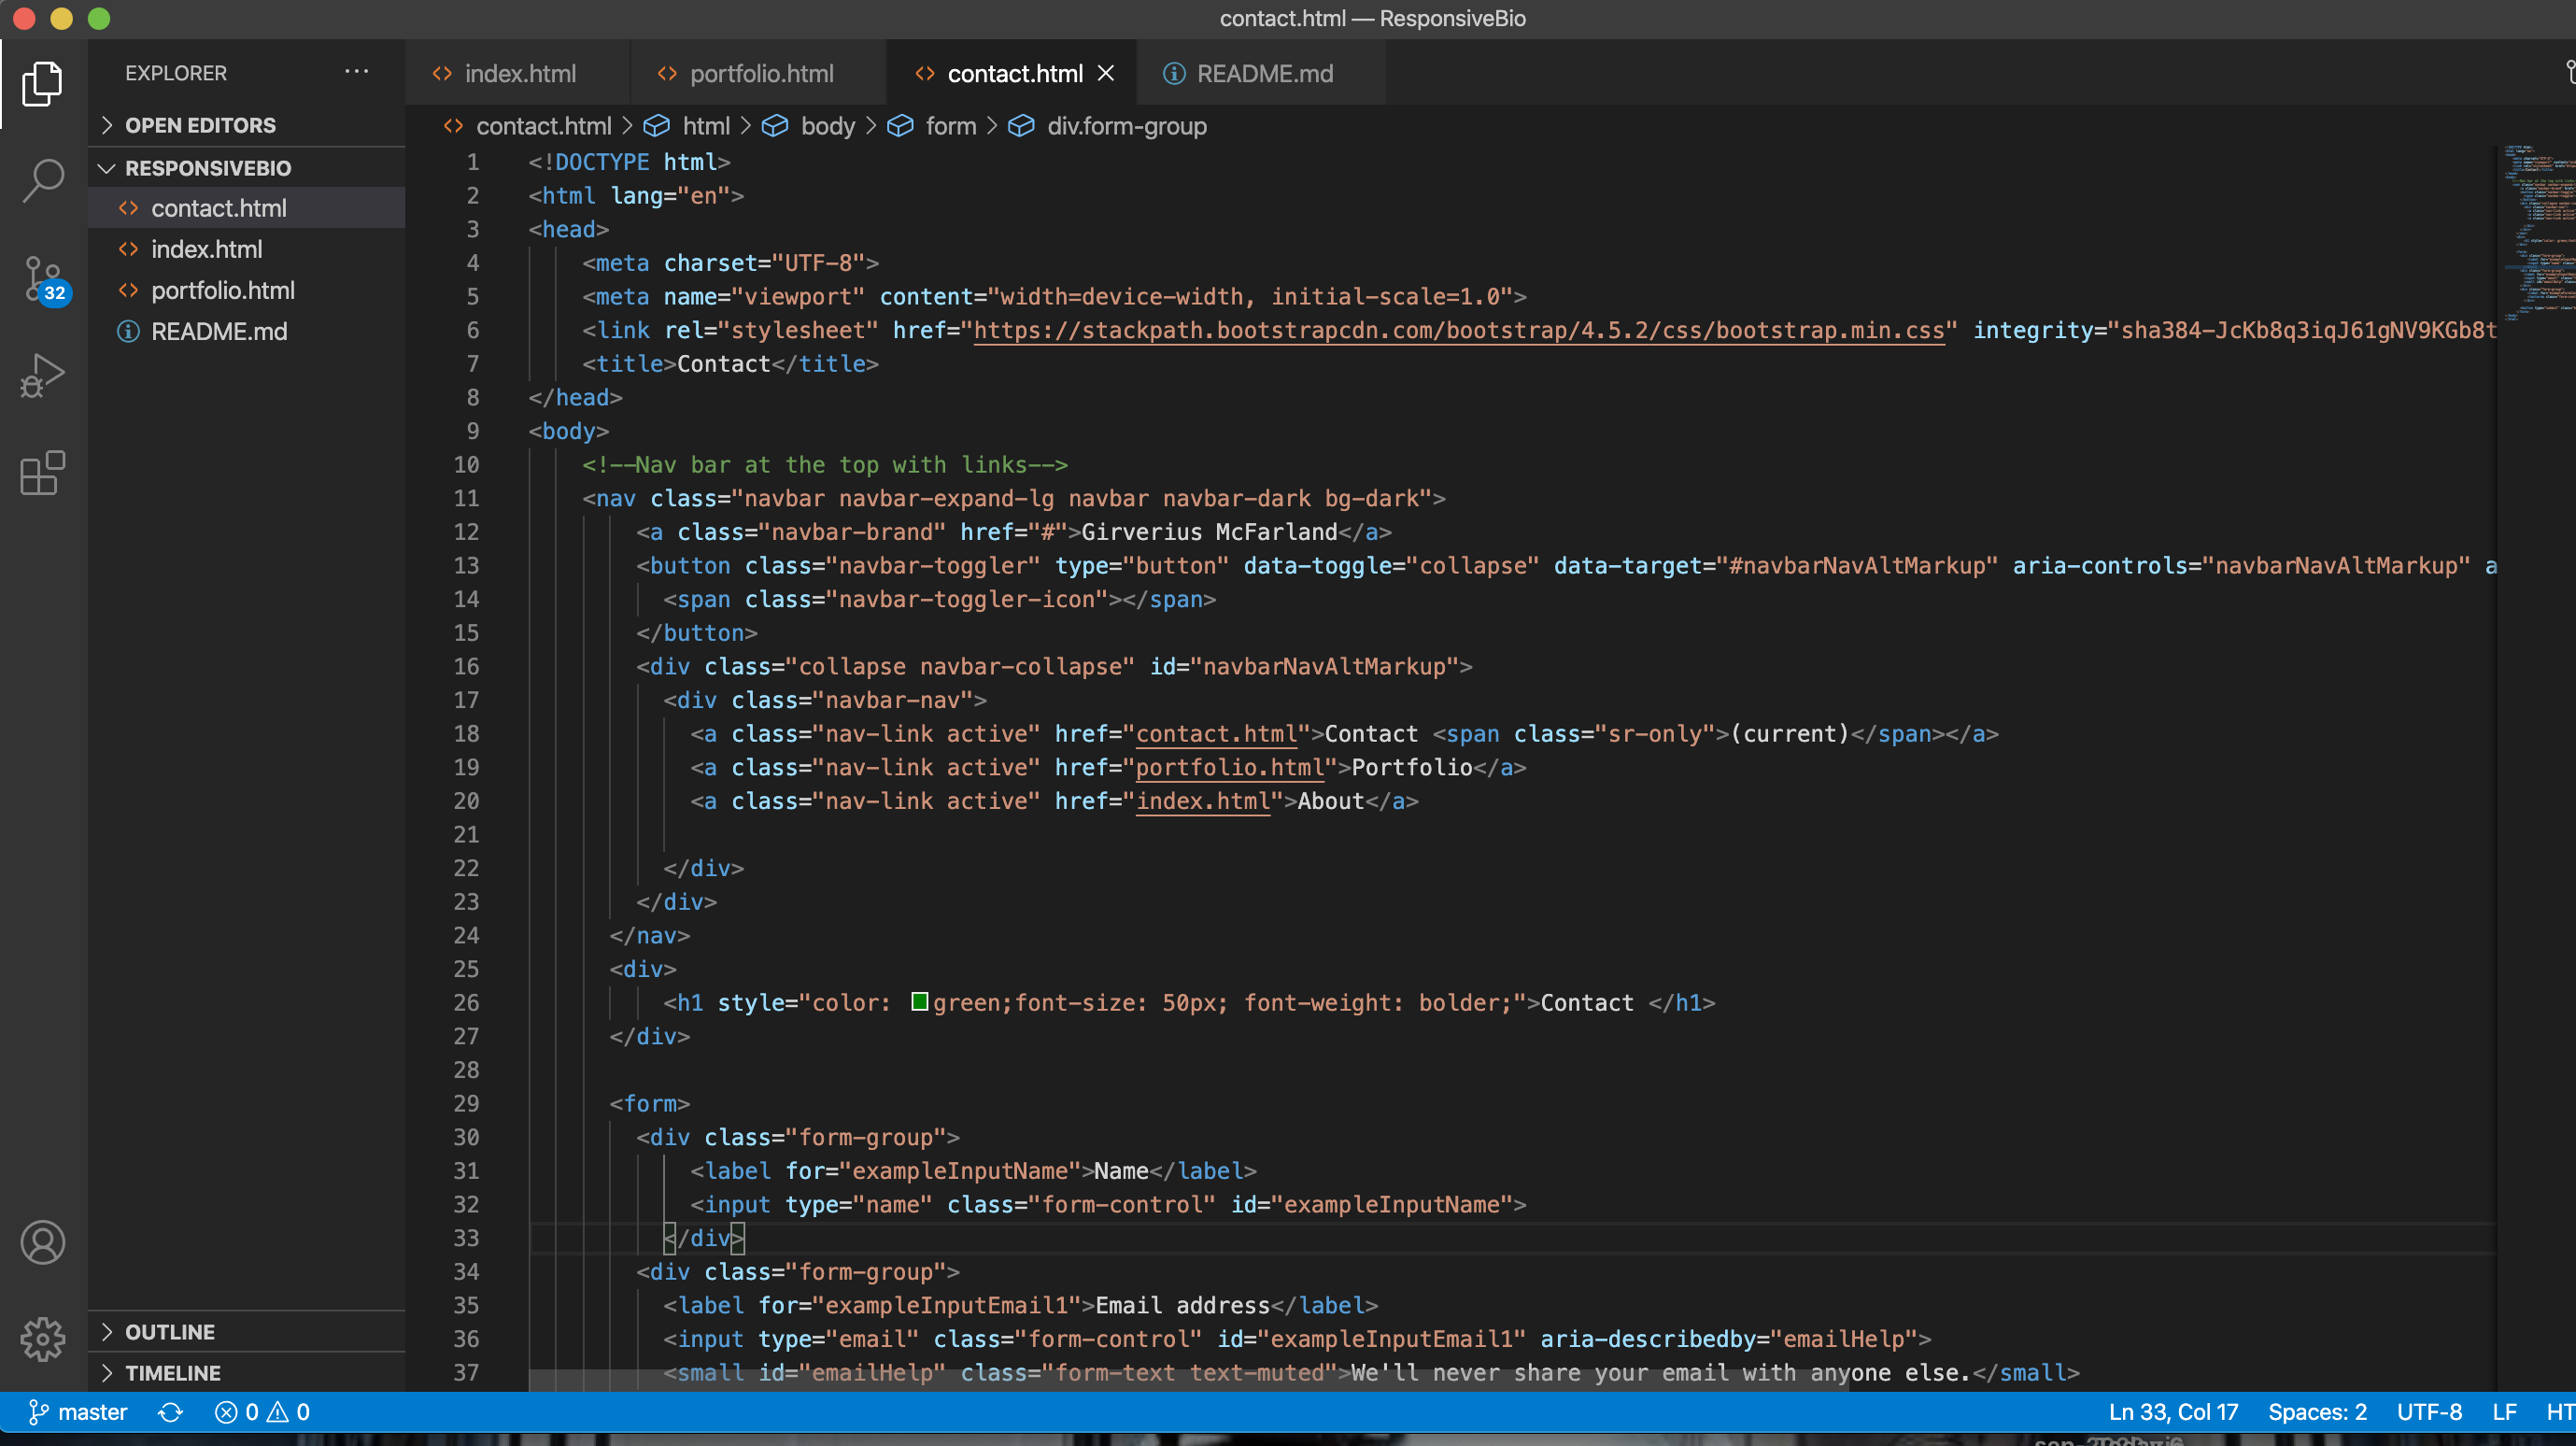 contact.html — ResponsiveBio
EXPLORER ...
index.html portfolio.html contact.html README.md
OPEN EDITORS
RESPONSIVEBIO
contact.html
index.html
portfolio.html
README.md
32
OUTLINE
TIMELINE
contact.html > html > body > form > div.form-group
1 <!DOCTYPE html>
2 <html lang="en">
3 <head>
4 <meta charset="UTF-8">
5 <meta name="viewport" content="width=device-width, initial-scale=1.0">
6 <link rel="stylesheet" href="https://stackpath.bootstrapcdn.com/bootstrap/4.5.2/css/bootstrap.min.css" integrity="sha384-JcKb8q3iqJ61gNV9KGb8t
7 <title>Contact</title>
8 </head>
9 <body>
10 <!--Nav bar at the top with links-->
11 <nav class="navbar navbar-expand-lg navbar navbar-dark bg-dark">
12 <a class="navbar-brand" href="#">Girverius McFarland</a>
13 <button class="navbar-toggler" type="button" data-toggle="collapse" data-target="#navbarNavAltMarkup" aria-controls="navbarNavAltMarkup" a
14 <span class="navbar-toggler-icon"></span>
15 </button>
16 <div class="collapse navbar-collapse" id="navbarNavAltMarkup">
17 <div class="navbar-nav">
18 <a class="nav-link active" href="contact.html">Contact <span class="sr-only">(current)</span></a>
19 <a class="nav-link active" href="portfolio.html">Portfolio</a>
20 <a class="nav-link active" href="index.html">About</a>
21
22 </div>
23 </div>
24 </nav>
25 <div>
26 <h1 style="color: green;font-size: 50px; font-weight: bolder;">Contact </h1>
27 </div>
28
29 <form>
30 <div class="form-group">
31 <label for="exampleInputName">Name</label>
32 <input type="name" class="form-control" id="exampleInputName">
33 </div>
34 <div class="form-group">
35 <label for="exampleInputEmail1">Email address</label>
36 <input type="email" class="form-control" id="exampleInputEmail1" aria-describedby="emailHelp">
37 <small id="emailHelp" class="form-text text-muted">We'll never share your email with anyone else.</small>
master 0 0 Ln 33, Col 17 Spaces: 2 UTF-8 LF HT